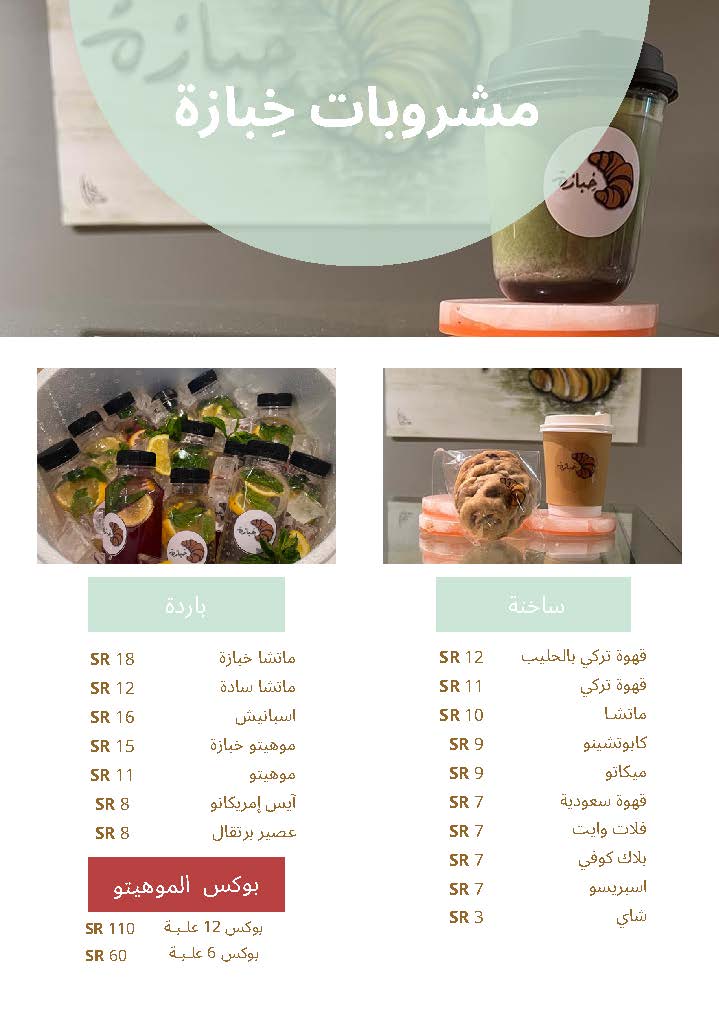 خبازة
مشروبات خِبازة
خِبازة
ساخنة
قهوة تركي بالحليب SR 12
قهوة تركي SR 11
ماتشا SR 10
كابوتشينو SR 9
ميكاتو SR 9
قهوة سعودية SR 7
فلات وايت SR 7
بلاك كوفي SR 7
اسبريسو SR 7
شاي SR 3
باردة
ماتشا خبازة SR 18
ماتشا سادة SR 12
اسبانيش SR 16
موهيتو خبازة SR 15
موهيتو SR 11
آيس إمريكانو SR 8
عصير برتقال SR 8
بوكس الموهيتو
بوكس 12 علبة SR 110
بوكس 6 علبة SR 60